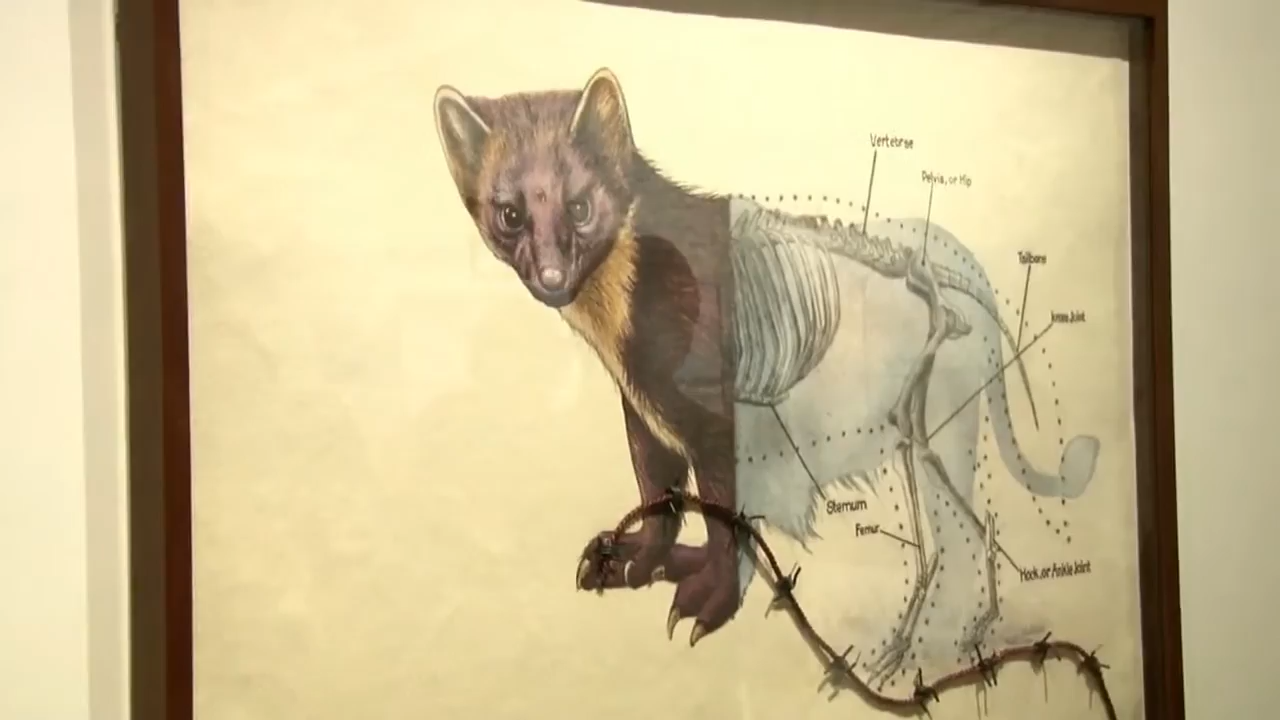 Vertebrae
Pelvis, or Hip
Tailbone
Knee Joint
Sternum
Femur
Hock, or Ankle Joint